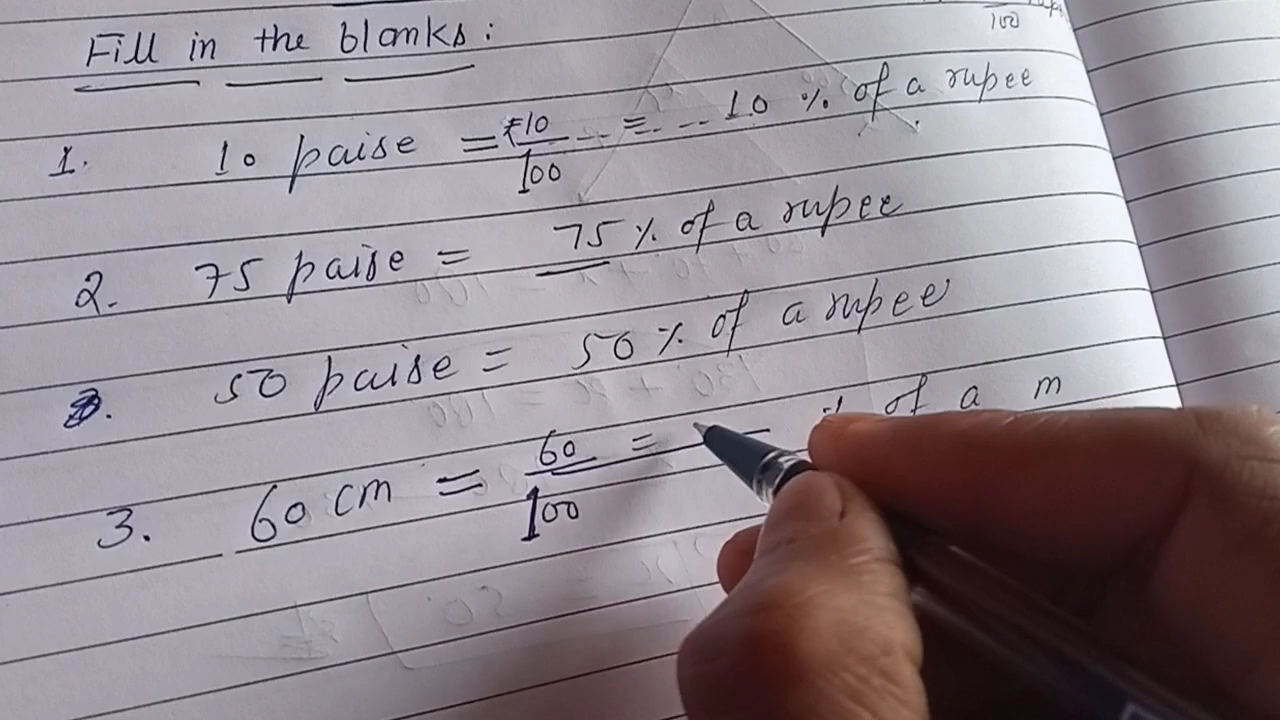 100
Fill in the blanks:
1. 10 paise = ₹10/100 = 10 % of a rupee
2. 75 paise = 75 % of a rupee
50 paise = 50 % of a rupee
3. 60 cm = 60/100 = % of a m